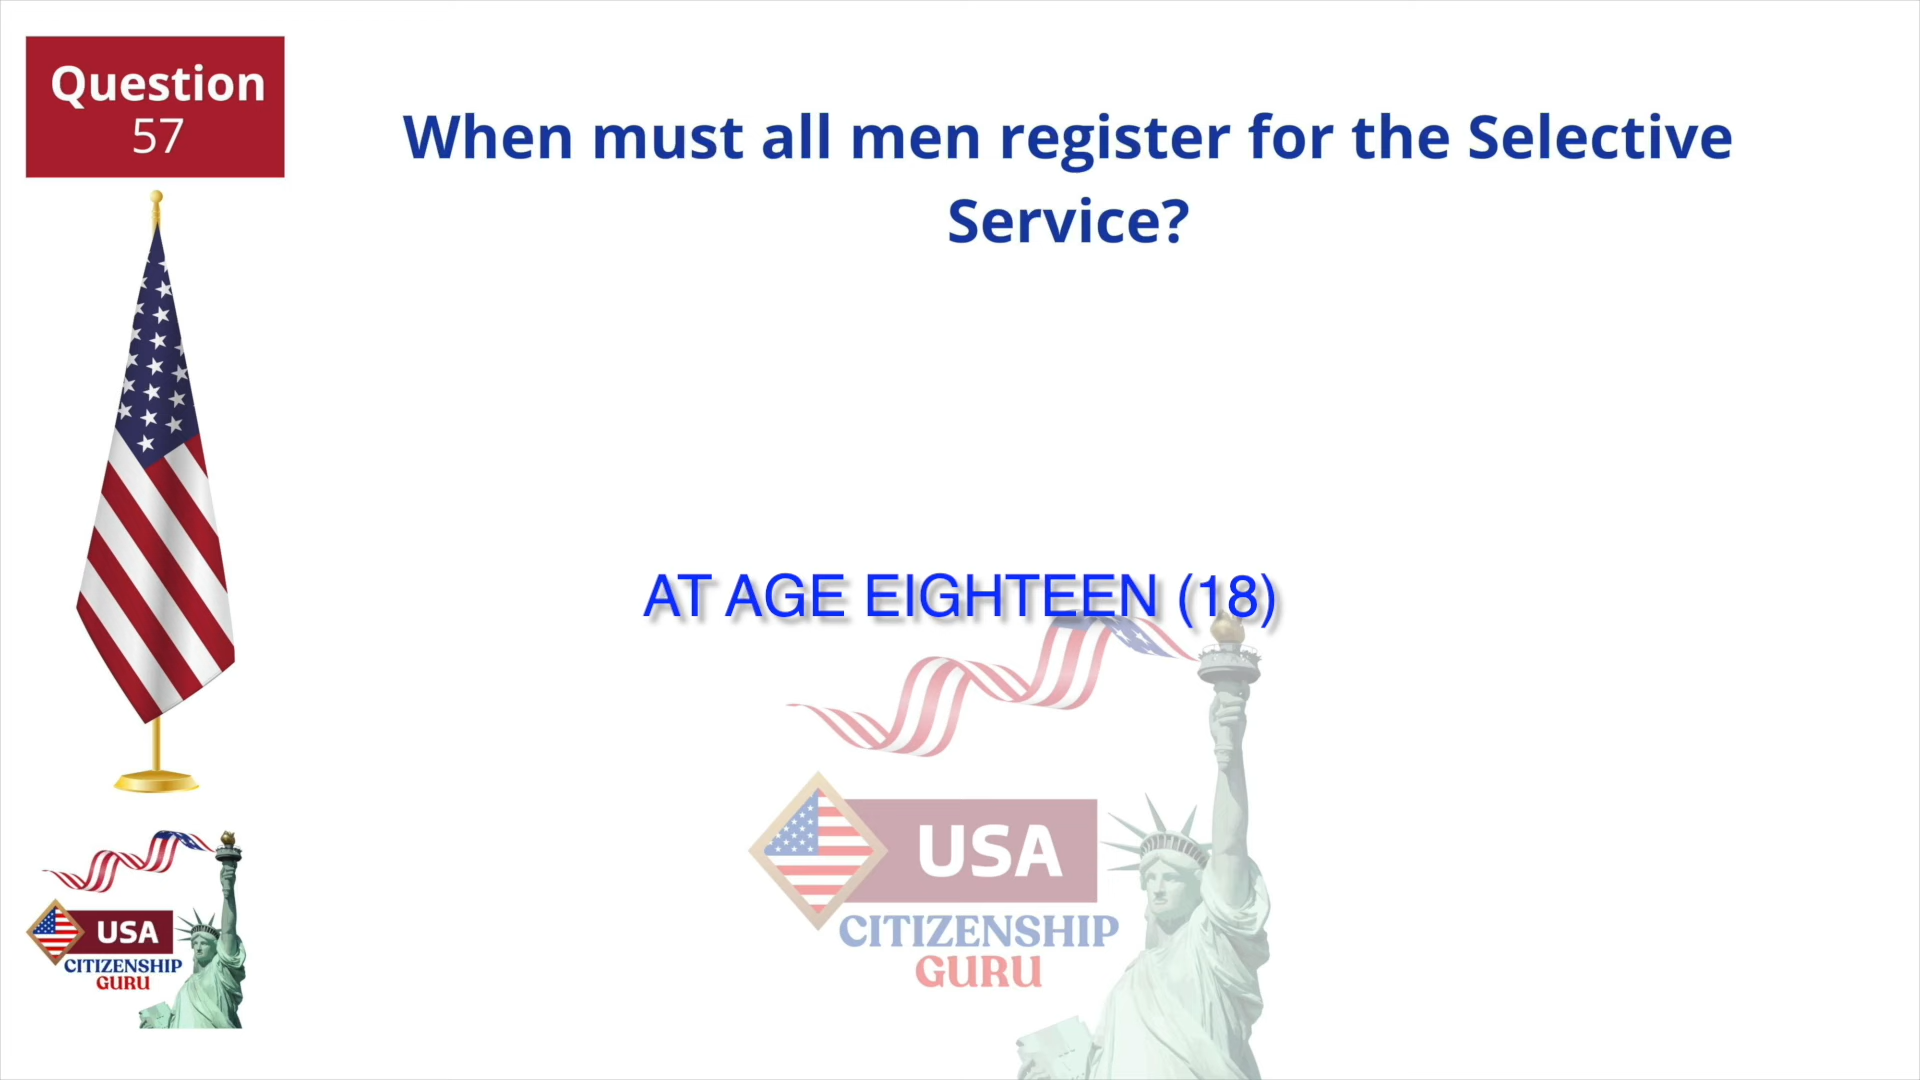 Question
57
When must all men register for the Selective
Service?
AT AGE EIGHTEEN (18)
USA
CITIZENSHIP
GURU
USA
CITIZENSHIP
GURU